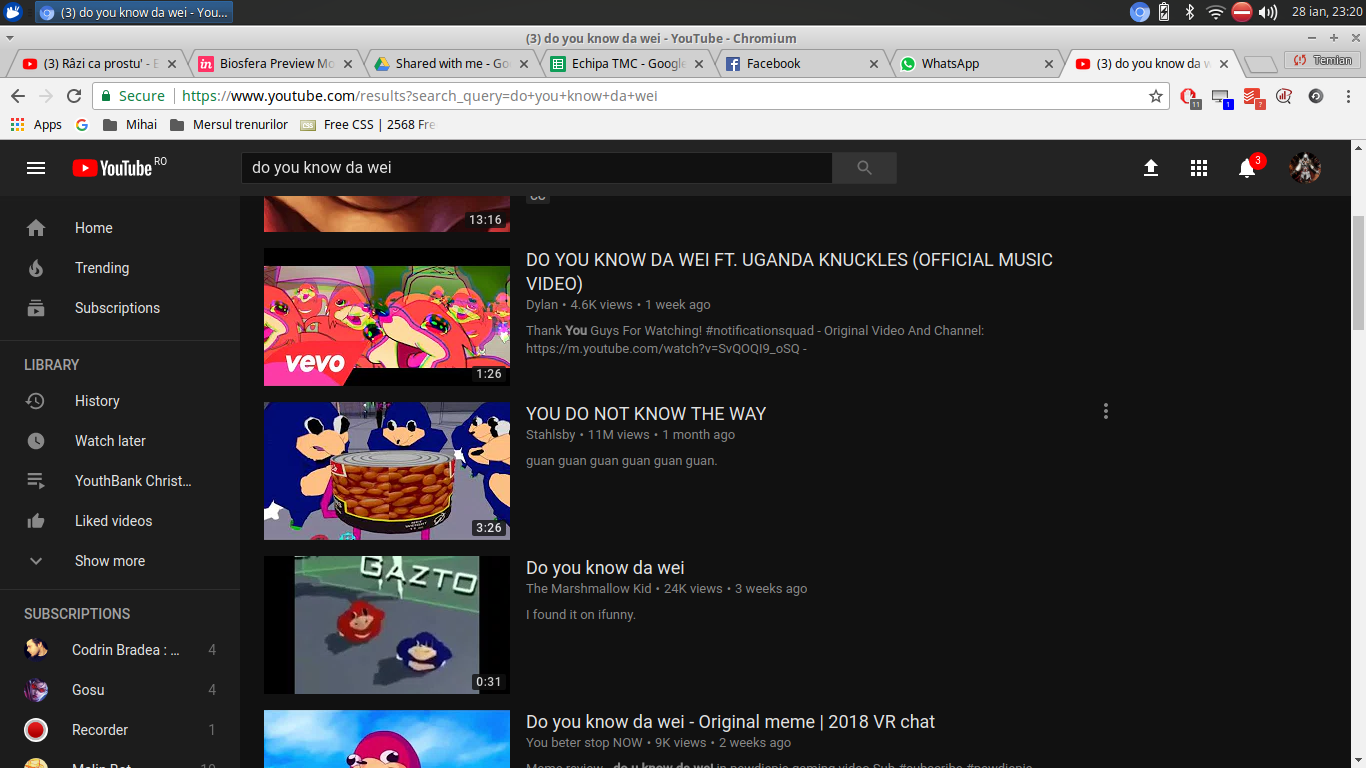 (3) do you know da wei - You...
28 ian, 23:20
(3) do you know da wei - YouTube - Chromium
(3) Râzi ca prostu' - E
Biosfera Preview Mo
Shared with me - Go
Echipa TMC - Google
Facebook
WhatsApp
(3) do you know da w
Temian
Secure
https://www.youtube.com/results?search_query=do+you+know+da+wei
11
1
?
Apps
Mihai
Mersul trenurilor
Free CSS | 2568 Fre
YouTube RO
do you know da wei
3
Home
Trending
Subscriptions
LIBRARY
History
Watch later
YouthBank Christ...
Liked videos
Show more
SUBSCRIPTIONS
Codrin Bradea : ... 4
Gosu 4
Recorder 1
13:16
CC
DO YOU KNOW DA WEI FT. UGANDA KNUCKLES (OFFICIAL MUSIC
VIDEO)
Dylan • 4.6K views • 1 week ago
Thank You Guys For Watching! #notificationsquad - Original Video And Channel:
https://m.youtube.com/watch?v=SvQOQI9_oSQ -
vevo
1:26
YOU DO NOT KNOW THE WAY
Stahlsby • 11M views • 1 month ago
guan guan guan guan guan guan.
3:26
Do you know da wei
The Marshmallow Kid • 24K views • 3 weeks ago
I found it on ifunny.
GAZTO
0:31
Do you know da wei - Original meme | 2018 VR chat
You beter stop NOW • 9K views • 2 weeks ago